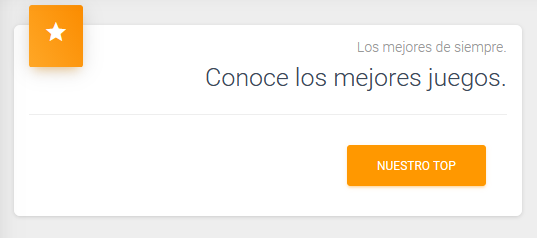 Los mejores de siempre.
Conoce los mejores juegos.
NUESTRO TOP